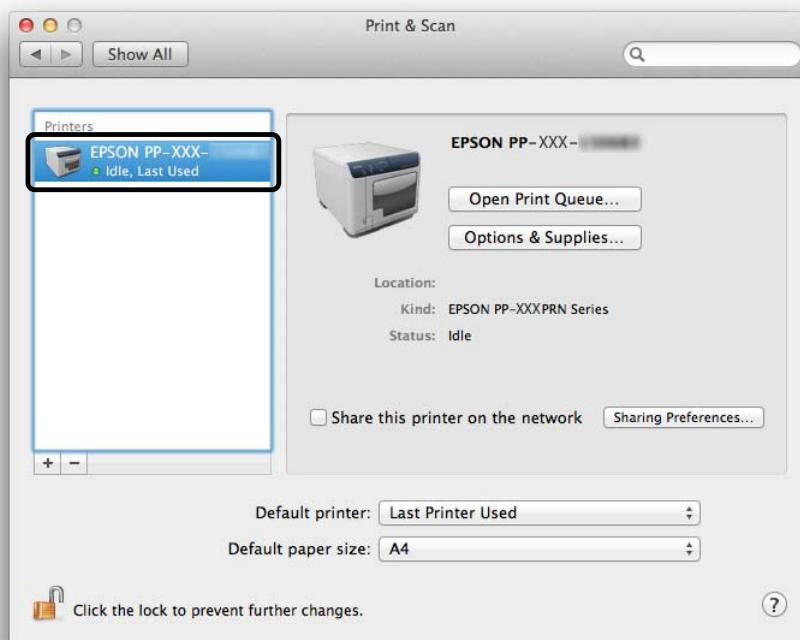 Print & Scan
Show All
Printers
EPSON PP-XXX-
Idle, Last Used
EPSON PP-XXX-
Open Print Queue...
Options & Supplies...
Location:
Kind: EPSON PP-XXXPRN Series
Status: Idle
Share this printer on the network Sharing Preferences...
+ -
Default printer: Last Printer Used
Default paper size: A4
Click the lock to prevent further changes. ?